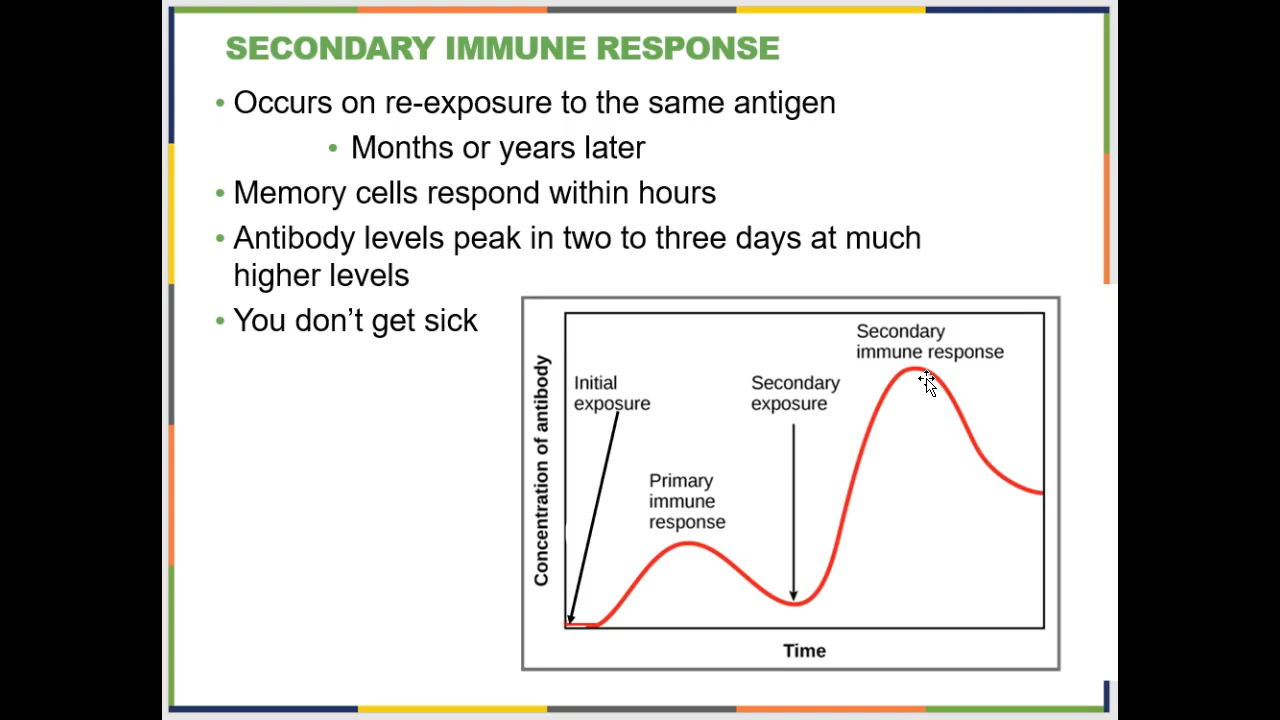 SECONDARY IMMUNE RESPONSE
• Occurs on re-exposure to the same antigen
• Months or years later
• Memory cells respond within hours
• Antibody levels peak in two to three days at much
higher levels
• You don’t get sick
Secondary
immune response
Initial
exposure
Secondary
exposure
Primary
immune
response
Concentration of antibody
Time